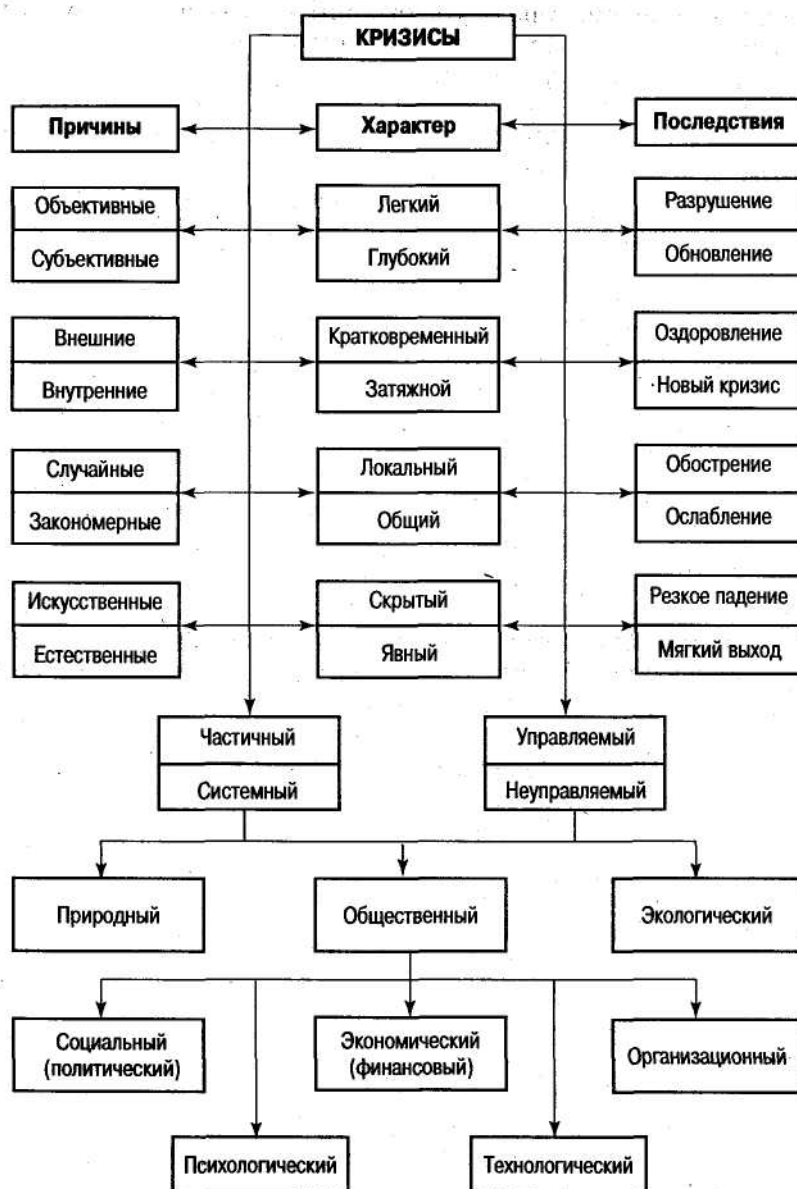 КРИЗИСЫ
Причины
Характер
Последствия
Объективные
Легкий
Разрушение
Субъективные
Глубокий
Обновление
Внешние
Кратковременный
Оздоровление
Внутренние
Затяжной
Новый кризис
Случайные
Локальный
Обострение
Закономерные
Общий
Ослабление
Искусственные
Скрытый
Резкое падение
Естественные
Явный
Мягкий выход
Частичный
Управляемый
Системный
Неуправляемый
Природный
Общественный
Экологический
Социальный
(политический)
Экономический
(финансовый)
Организационный
Психологический
Технологический